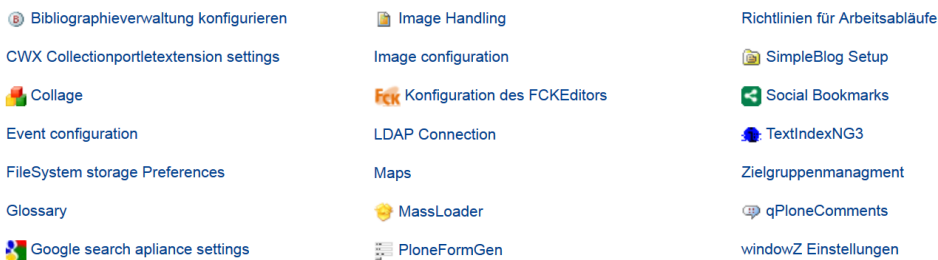 Bibliographieverwaltung konfigurieren
CWX Collectionportletextension settings
Collage
Event configuration
FileSystem storage Preferences
Glossary
Google search apliance settings
Image Handling
Image configuration
FCK Konfiguration des FCKEditors
LDAP Connection
Maps
MassLoader
PloneFormGen
Richtlinien für Arbeitsabläufe
SimpleBlog Setup
Social Bookmarks
TextIndexNG3
Zielgruppenmanagment
qPloneComments
windowZ Einstellungen